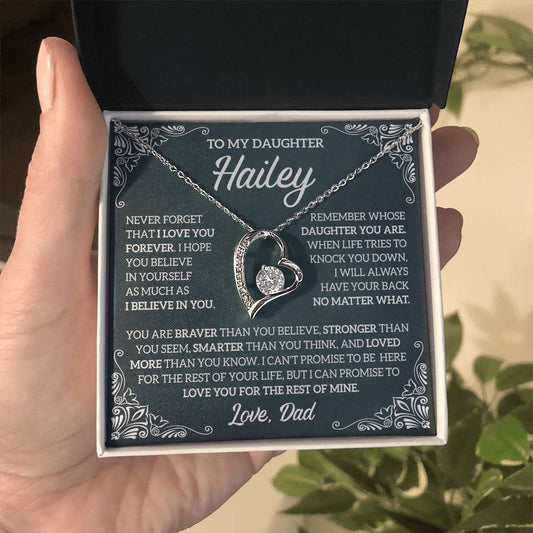 TO MY DAUGHTER
Hailey
NEVER FORGET
THAT I LOVE YOU
FOREVER. I HOPE
YOU BELIEVE
IN YOURSELF
AS MUCH AS
I BELIEVE IN YOU.
REMEMBER WHOSE
DAUGHTER YOU ARE.
WHEN LIFE TRIES TO
KNOCK YOU DOWN,
I WILL ALWAYS
HAVE YOUR BACK
NO MATTER WHAT.
YOU ARE BRAVER THAN YOU BELIEVE, STRONGER THAN
YOU SEEM, SMARTER THAN YOU THINK, AND LOVED
MORE THAN YOU KNOW. I CAN'T PROMISE TO BE HERE
FOR THE REST OF YOUR LIFE, BUT I CAN PROMISE TO
LOVE YOU FOR THE REST OF MINE.
Love, Dad